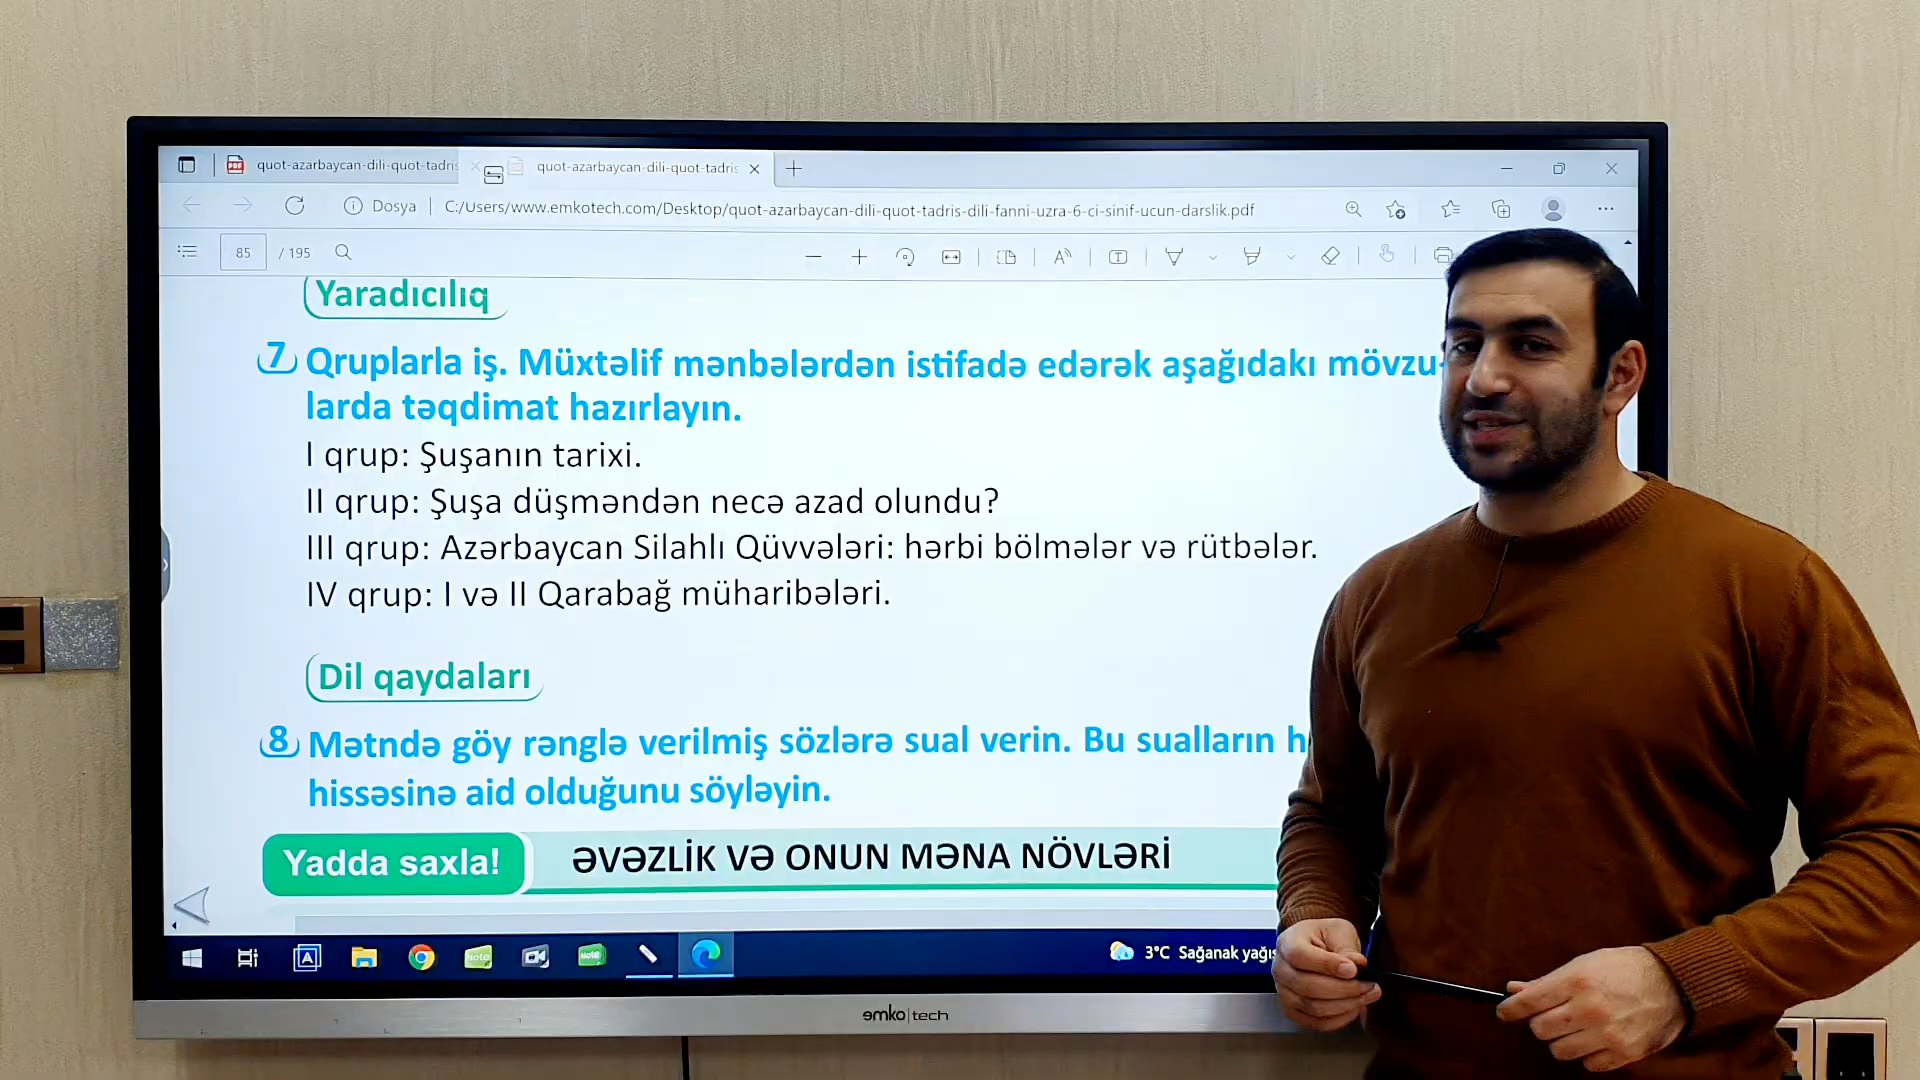 quot-azarbaycan-dili-quot-tadris
quot-azarbaycan-dili-quot-tadris
Dosya
C:/Users/www.emkotech.com/Desktop/quot-azarbaycan-dili-quot-tadris-dili-fanni-uzra-6-ci-sinif-ucun-darslik.pdf
85 / 195
Yaradıcılıq
7 Qruplarla iş. Müxtəlif mənbələrdən istifadə edərək aşağıdakı mövzu-
larda təqdimat hazırlayın.
I qrup: Şuşanın tarixi.
II qrup: Şuşa düşməndən necə azad olundu?
III qrup: Azərbaycan Silahlı Qüvvələri: hərbi bölmələr və rütbələr.
IV qrup: I və II Qarabağ müharibələri.
Dil qaydaları
8 Mətndə göy rənglə verilmiş sözlərə sual verin. Bu sualların h
hissəsinə aid olduğunu söyləyin.
Yadda saxla! ƏVƏZLİK VƏ ONUN MƏNA NÖVLƏRİ
3°C Sağanak yağış
emko|tech